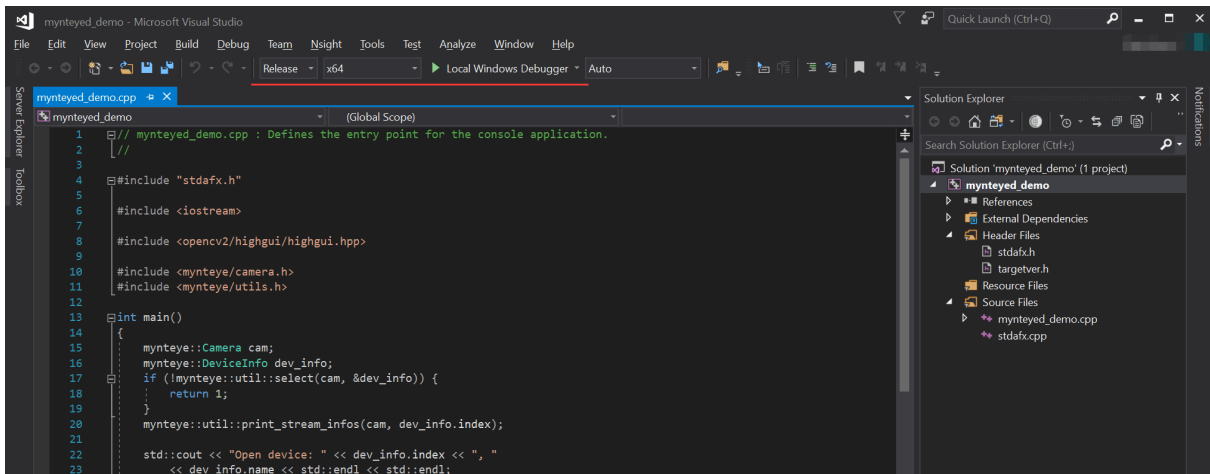 mynteyed_demo - Microsoft Visual Studio
Quick Launch (Ctrl+Q)
File Edit View Project Build Debug Team Nsight Tools Test Analyze Window Help
Release x64 Local Windows Debugger Auto
Server Explorer
Toolbox
mynteyed_demo.cpp
mynteyed_demo (Global Scope)
1 // mynteyed_demo.cpp : Defines the entry point for the console application.
2 //
3
4 #include "stdafx.h"
5
6 #include <iostream>
7
8 #include <opencv2/highgui/highgui.hpp>
9
10 #include <mynteye/camera.h>
11 #include <mynteye/utils.h>
12
13 int main()
14 {
15 mynteye::Camera cam;
16 mynteye::DeviceInfo dev_info;
17 if (!mynteye::util::select(cam, &dev_info)) {
18 return 1;
19 }
20 mynteye::util::print_stream_infos(cam, dev_info.index);
21
22 std::cout << "Open device: " << dev_info.index << ", "
23 << dev_info.name << std::endl << std::endl;
Solution Explorer
Search Solution Explorer (Ctrl+;)
Solution 'mynteyed_demo' (1 project)
mynteyed_demo
References
External Dependencies
Header Files
stdafx.h
targetver.h
Resource Files
Source Files
mynteyed_demo.cpp
stdafx.cpp
Notifications